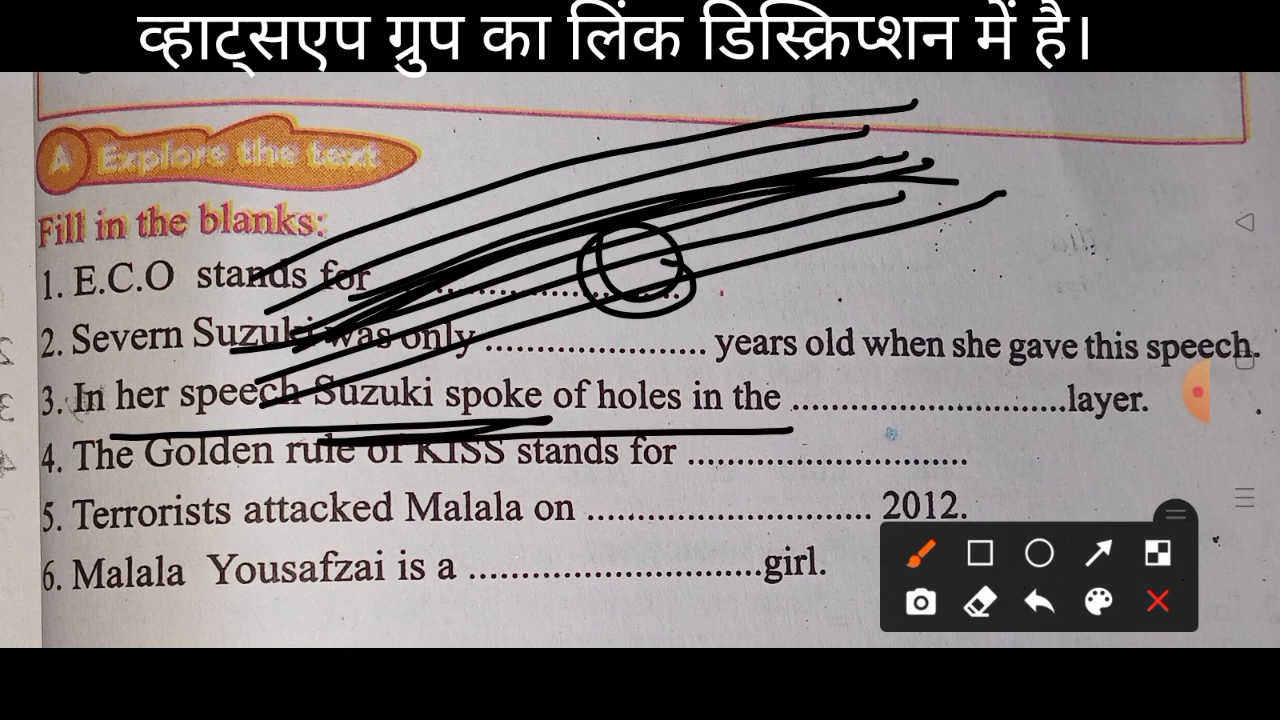 व्हाट्सएप ग्रुप का लिंक डिस्क्रिप्शन में है।
A Explore the text
Fill in the blanks:
1. E.C.O stands for ..............................
2. Severn Suzuki was only ....................... years old when she gave this speech.
3. In her speech Suzuki spoke of holes in the ............................layer.
4. The Golden rule of KISS stands for ............................
5. Terrorists attacked Malala on ............................. 2012.
6. Malala Yousafzai is a .............................girl.